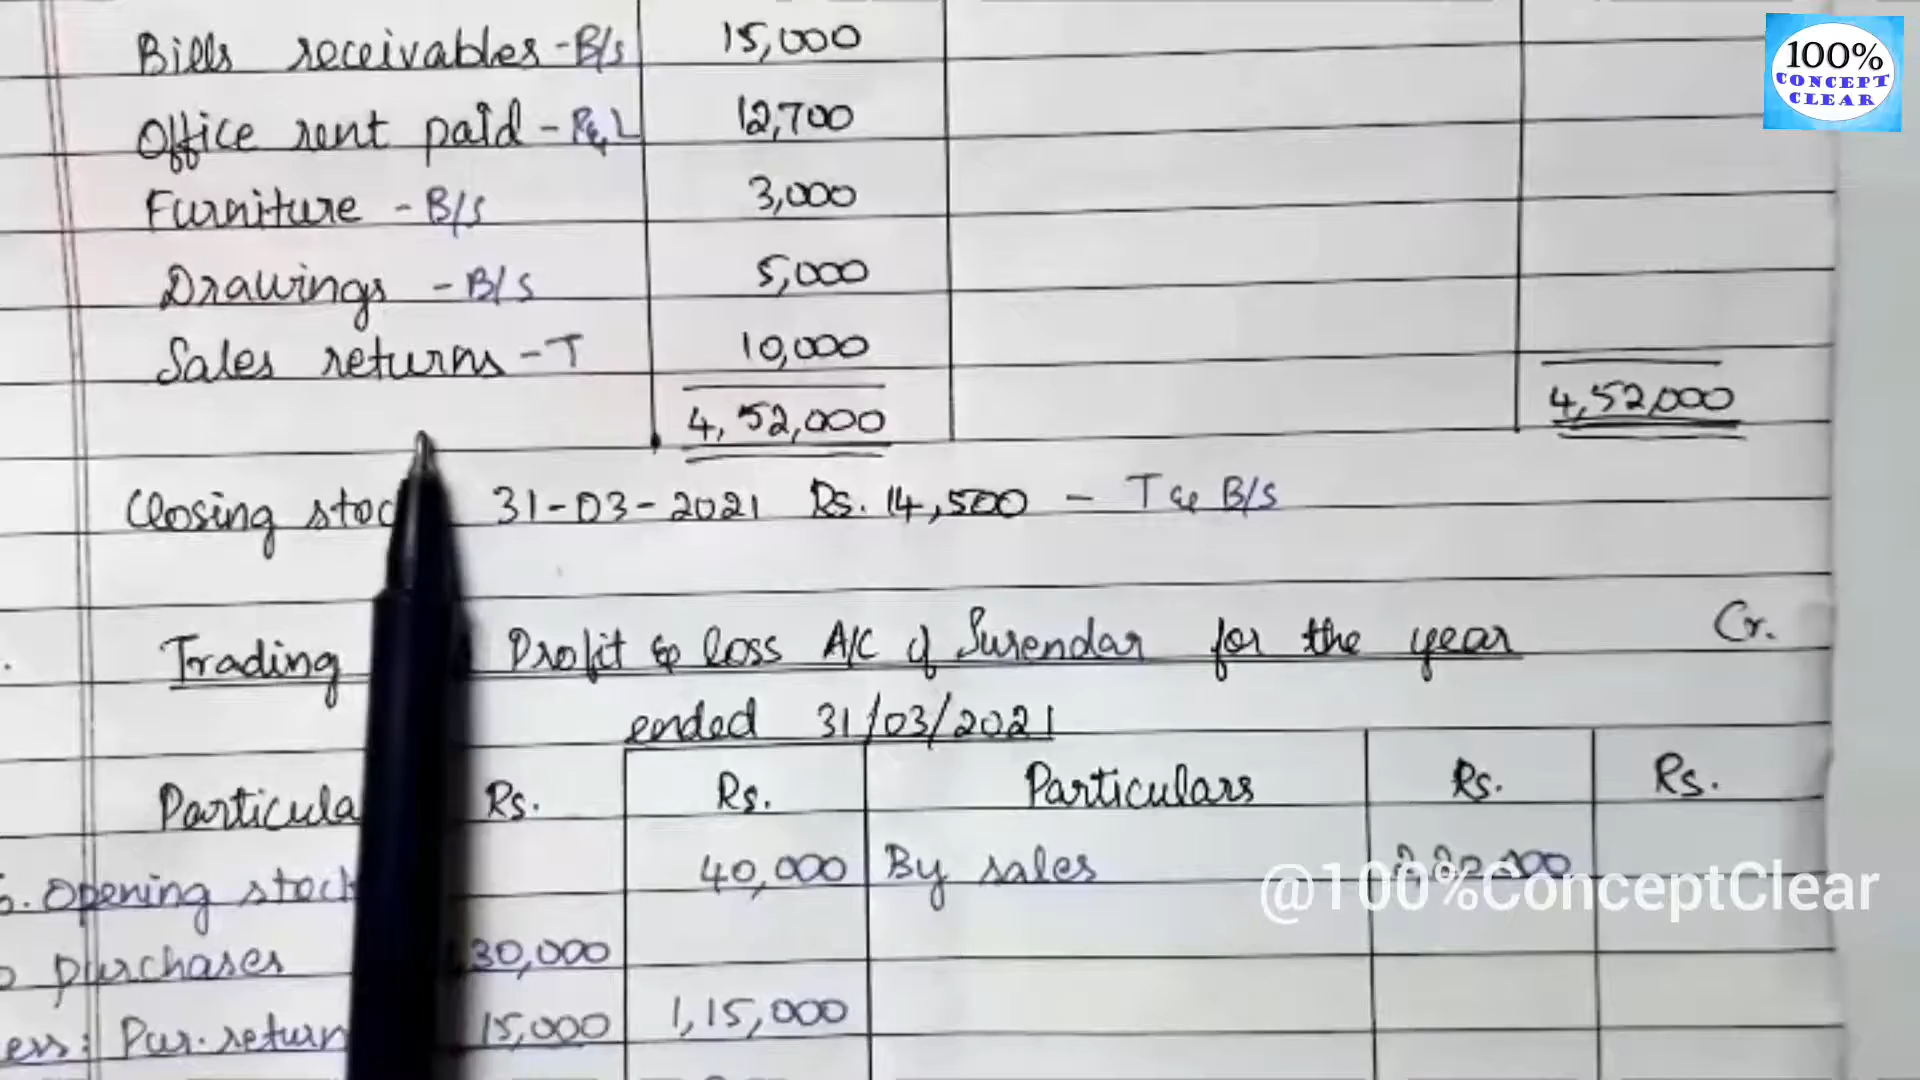 100%
CONCEPT
CLEAR
Bills receivables - B/s 15,000
Office rent paid - P&L 12,700
Furniture - B/s 3,000
Drawings - B/s 5,000
Sales returns - T 10,000
4,52,000 4,52,000
Closing stoc 31-03-2021 Rs. 14,500 - T & B/s
Trading Profit & loss A/C of Surendar for the year Cr.
ended 31/03/2021
Particula Rs. Rs. Particulars Rs. Rs.
Opening stock 40,000 By sales
@100%ConceptClear
purchases 30,000
Pur. return 15,000 1,15,000